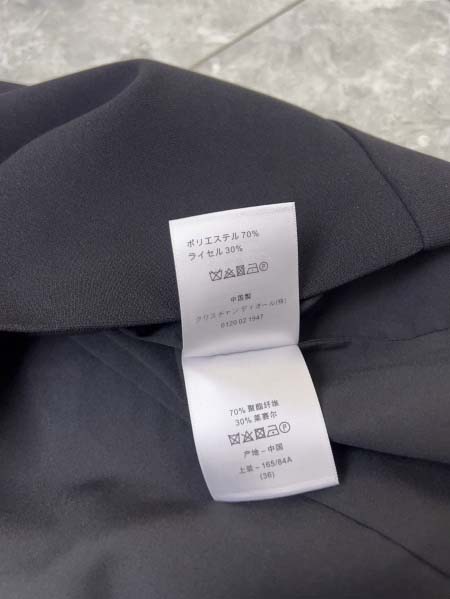 ポリエステル 70%
ライセル 30%
Ⓟ
中国製
クリスチャン ディオール(株)
0120 02 1947
70% 聚酯纤维
30% 莱赛尔
Ⓟ
产地 – 中国
上装 – 165/84A
(36)